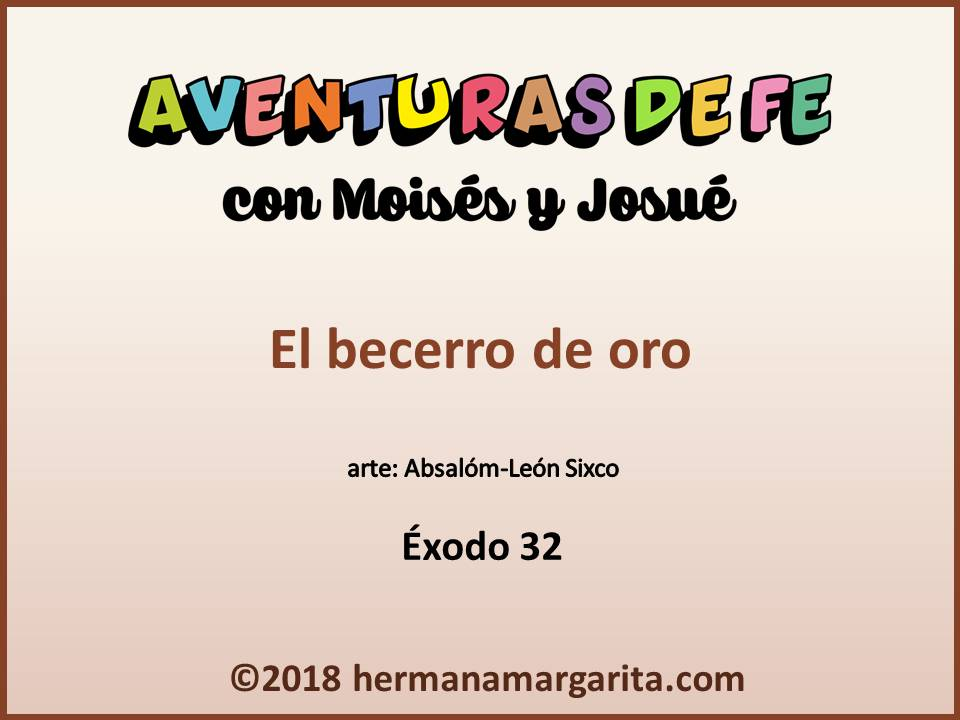 AVENTURAS DE FE
con Moisés y Josué
El becerro de oro
arte: Absalóm-León Sixco
Éxodo 32
©2018 hermanamargarita.com